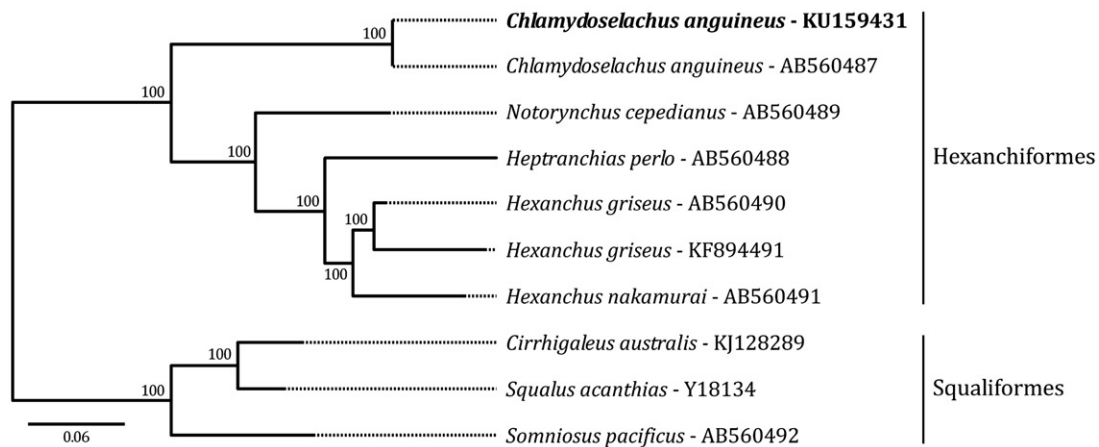 Chlamydoselachus anguineus - KU159431
100
Chlamydoselachus anguineus - AB560487
100
Notorynchus cepedianus - AB560489
100
Heptranchias perlo - AB560488
Hexanchiformes
100
Hexanchus griseus - AB560490
100
Hexanchus griseus - KF894491
100
Hexanchus nakamurai - AB560491
Cirrhigaleus australis - KJ128289
100
Squalus acanthias - Y18134
Squaliformes
100
Somniosus pacificus - AB560492
0.06